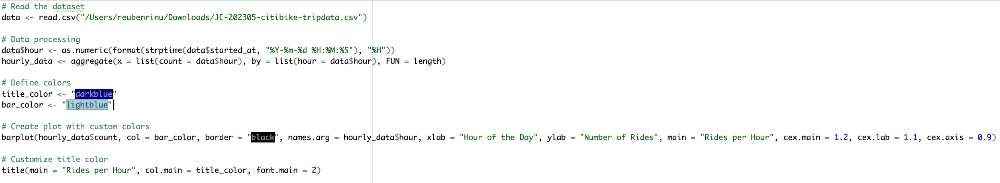 # Read the dataset
data <- read.csv("/Users/reubenrinu/Downloads/JC-202305-citibike-tripdata.csv")
# Data processing
data$hour <- as.numeric(format(strptime(data$started_at, "%Y-%m-%d %H:%M:%S"), "%H"))
hourly_data <- aggregate(x = list(count = data$hour), by = list(hour = data$hour), FUN = length)
# Define colors
title_color <- "darkblue"
bar_color <- "lightblue"
# Create plot with custom colors
barplot(hourly_data$count, col = bar_color, border = "black", names.arg = hourly_data$hour, xlab = "Hour of the Day", ylab = "Number of Rides", main = "Rides per Hour", cex.main = 1.2, cex.lab = 1.1, cex.axis = 0.9)
# Customize title color
title(main = "Rides per Hour", col.main = title_color, font.main = 2)